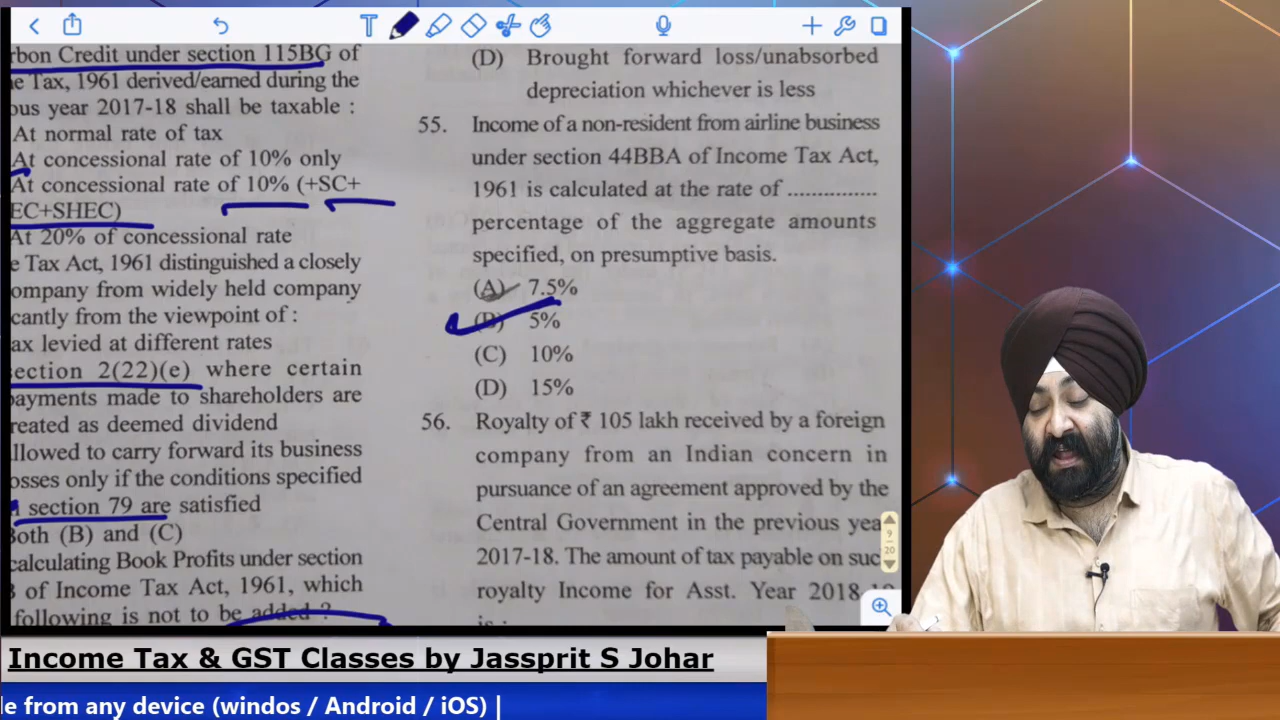 rbon Credit under section 115BG of
e Tax, 1961 derived/earned during the
ous year 2017-18 shall be taxable :
At normal rate of tax
At concessional rate of 10% only
At concessional rate of 10% (+SC+
EC+SHEC)
At 20% of concessional rate
e Tax Act, 1961 distinguished a closely
ompany from widely held company
cantly from the viewpoint of :
ax levied at different rates
ection 2(22)(e) where certain
payments made to shareholders are
reated as deemed dividend
llowed to carry forward its business
osses only if the conditions specified
section 79 are satisfied
Both (B) and (C)
calculating Book Profits under section
B of Income Tax Act, 1961, which
following is not to be added ?
(D) Brought forward loss/unabsorbed
depreciation whichever is less
55. Income of a non-resident from airline business
under section 44BBA of Income Tax Act,
1961 is calculated at the rate of ...............
percentage of the aggregate amounts
specified, on presumptive basis.
(A) 7.5%
(B) 5%
(C) 10%
(D) 15%
56. Royalty of ₹ 105 lakh received by a foreign
company from an Indian concern in
pursuance of an agreement approved by the
Central Government in the previous yea
2017-18. The amount of tax payable on suc
royalty Income for Asst. Year 2018-19
is :
9
20
Income Tax & GST Classes by Jassprit S Johar
le from any device (windos / Android / iOS) |